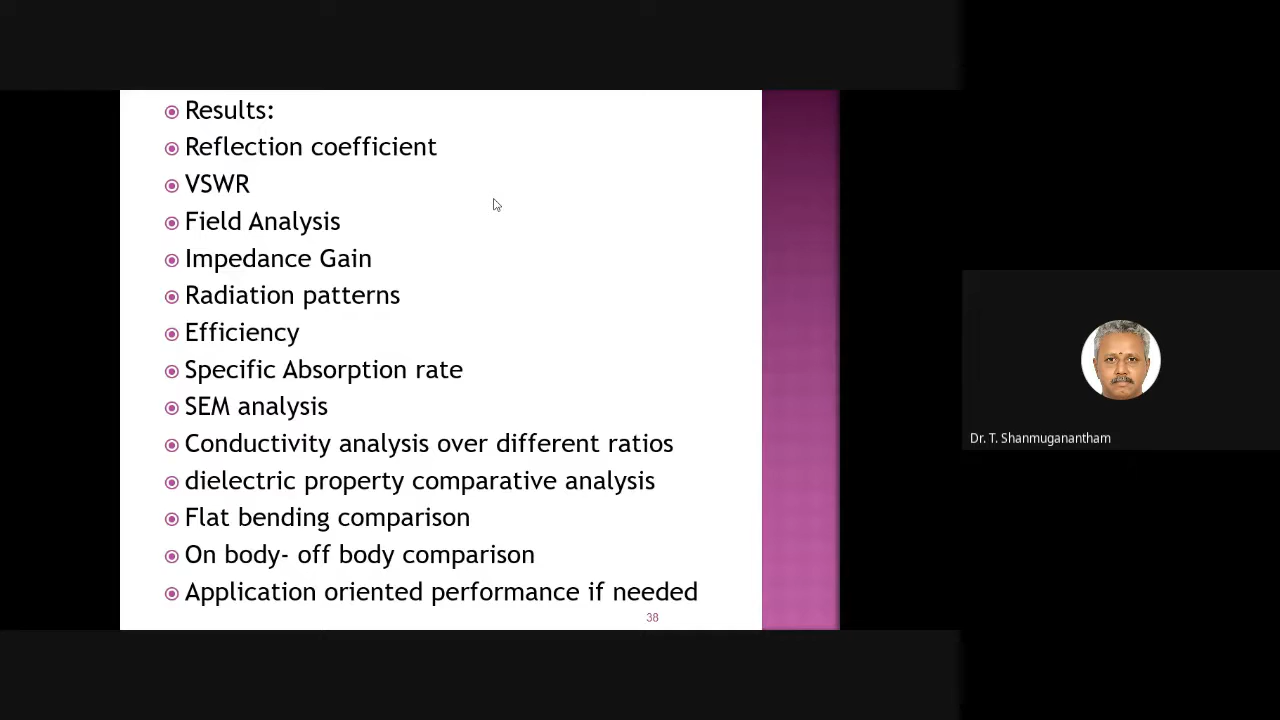 Results:
Reflection coefficient
VSWR
Field Analysis
Impedance Gain
Radiation patterns
Efficiency
Specific Absorption rate
SEM analysis
Conductivity analysis over different ratios
dielectric property comparative analysis
Flat bending comparison
On body- off body comparison
Application oriented performance if needed
38
Dr. T. Shanmuganantham